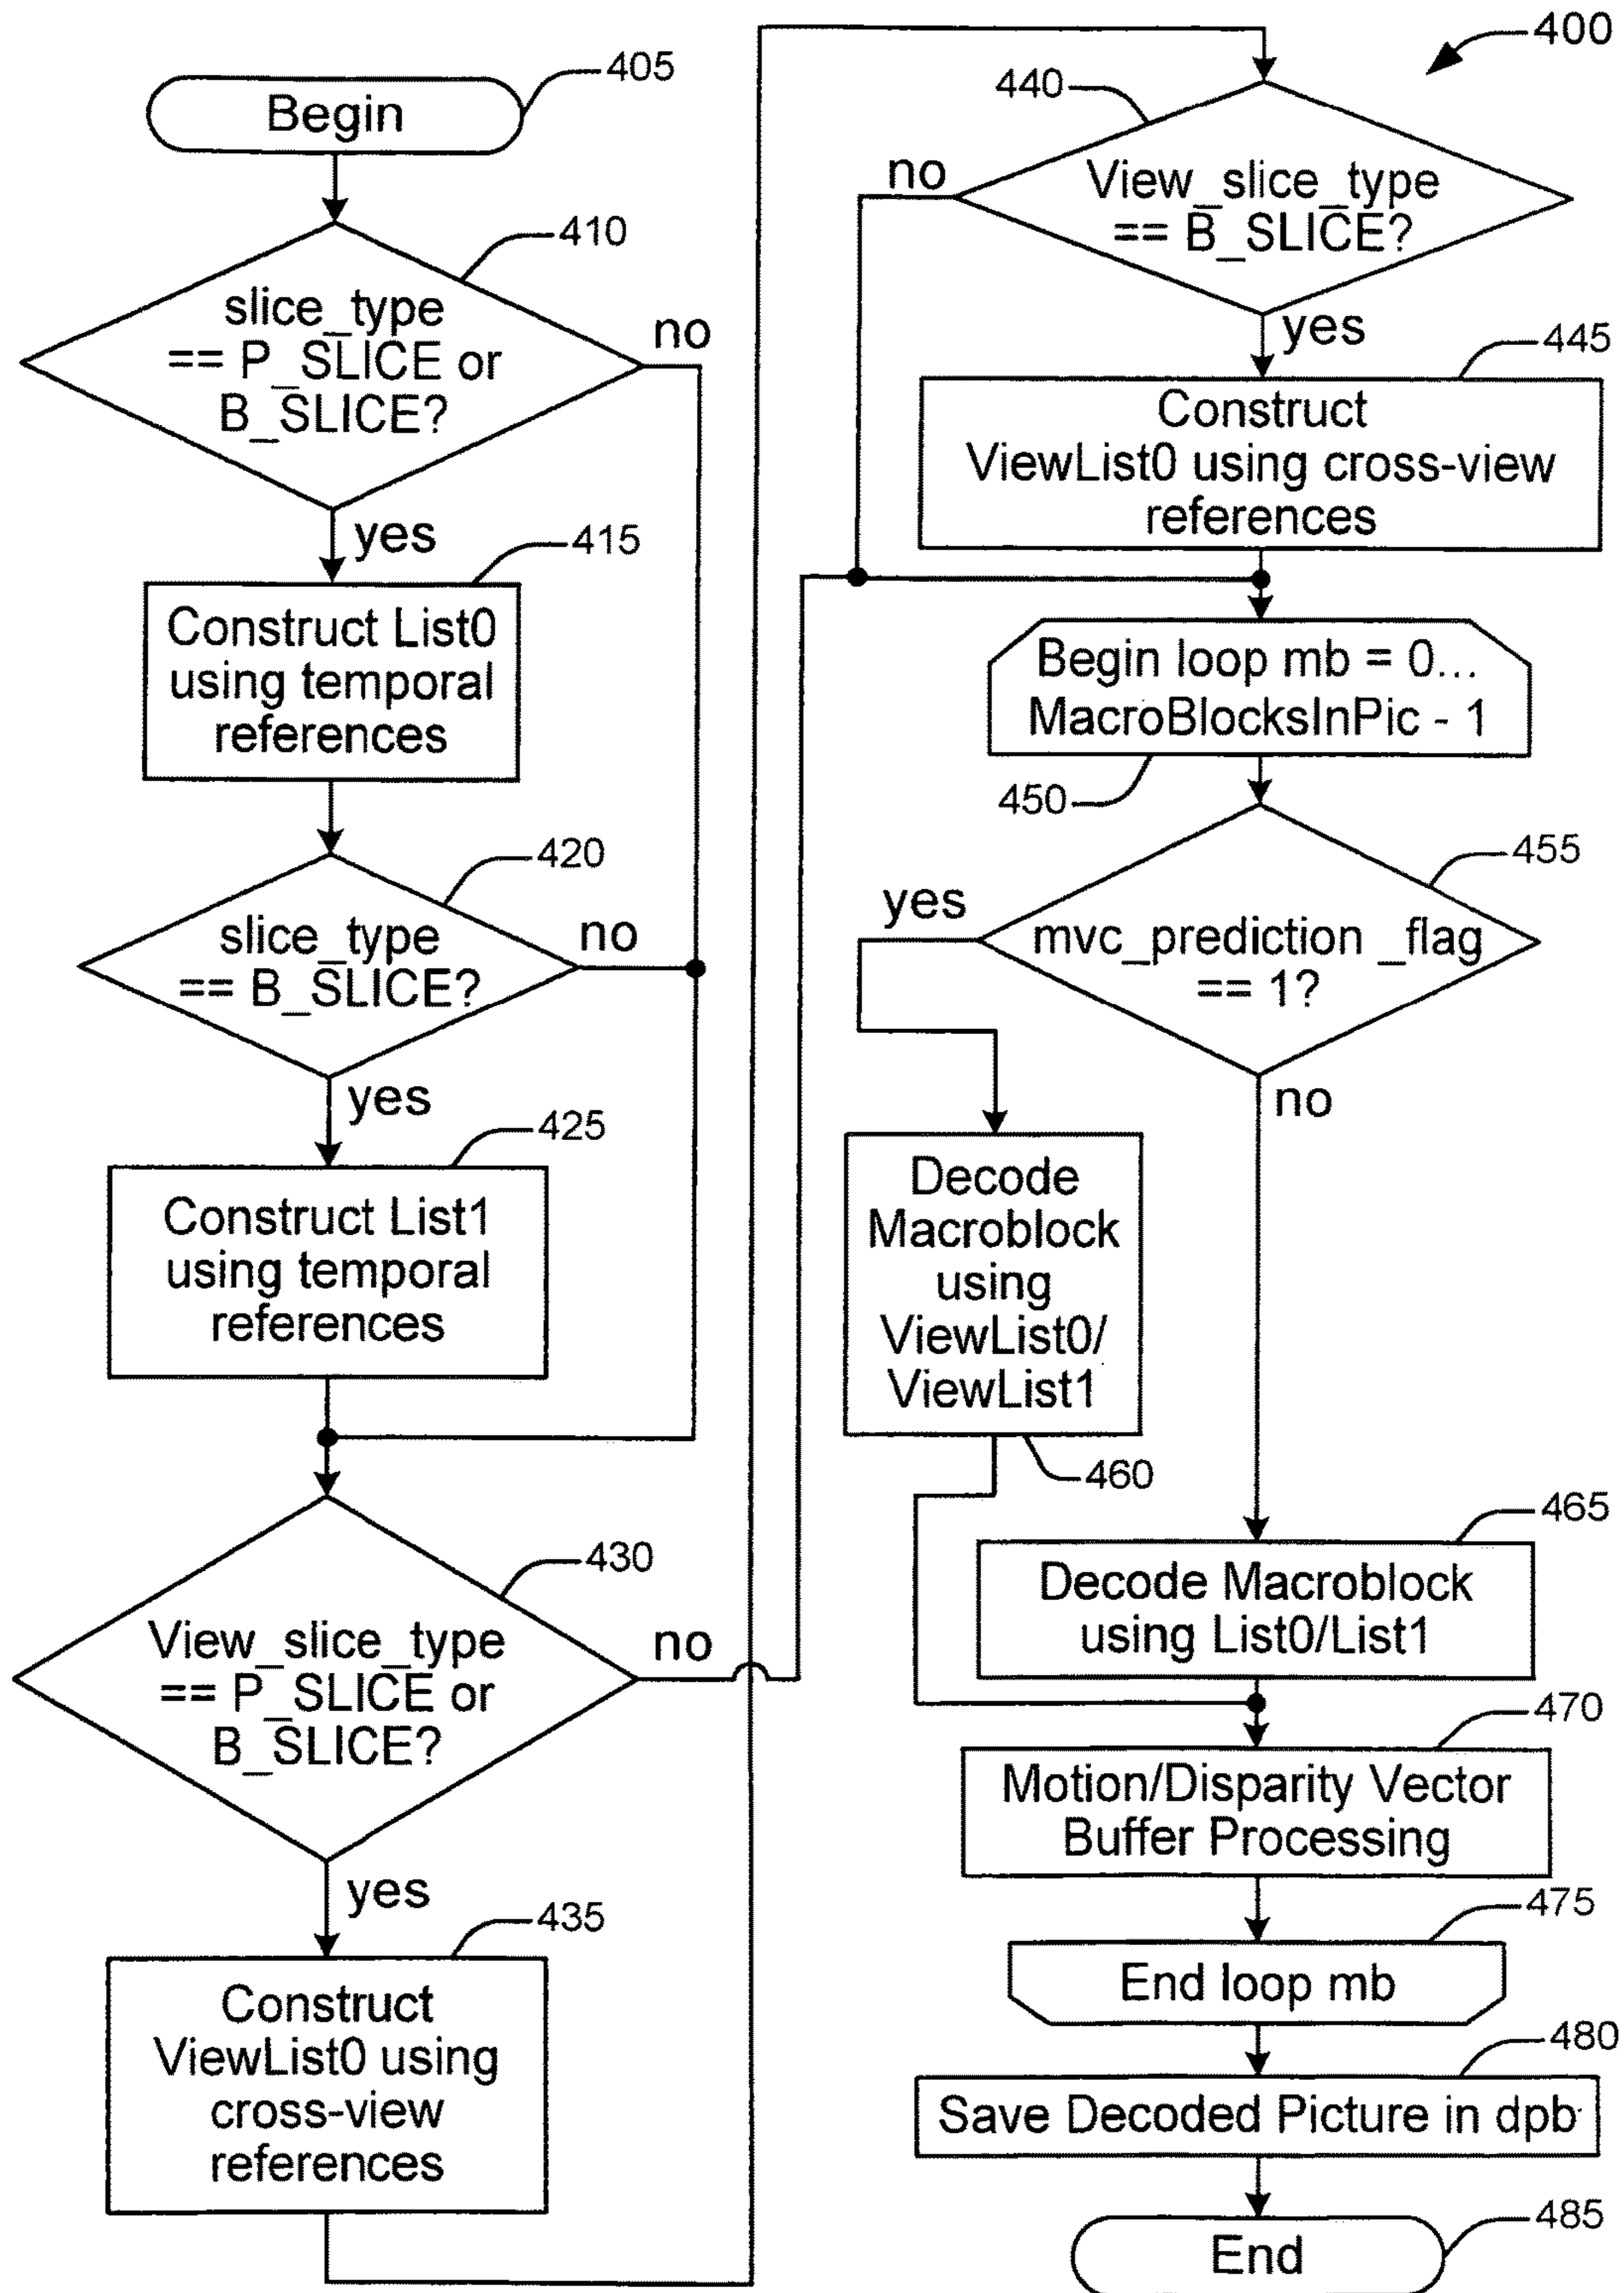 400
Begin
405
slice_type
== P_SLICE or
B_SLICE?
410
no
yes
Construct List0
using temporal
references
415
slice_type
== B_SLICE?
420
no
yes
Construct List1
using temporal
references
425
View_slice_type
== P_SLICE or
B_SLICE?
430
no
yes
Construct
ViewList0 using
cross-view
references
435
440
View_slice_type
== B_SLICE?
no
yes
445
Construct
ViewList0 using cross-view
references
Begin loop mb = 0...
MacroBlocksInPic - 1
450
455
mvc_prediction _flag
== 1?
yes
no
Decode
Macroblock
using
ViewList0/
ViewList1
460
465
Decode Macroblock
using List0/List1
470
Motion/Disparity Vector
Buffer Processing
475
End loop mb
480
Save Decoded Picture in dpb
485
End